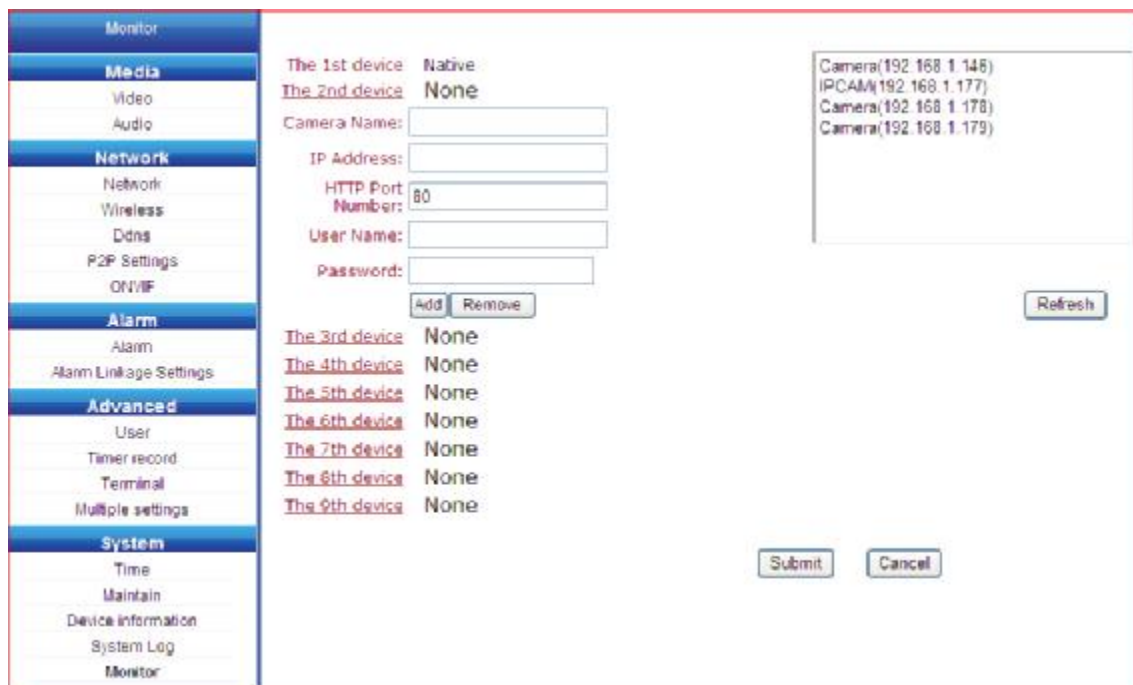 Monitor
Media
Video
Audio
Network
Network
Wireless
Ddns
P2P Settings
ONVIF
Alarm
Alarm
Alarm Linkage Settings
Advanced
User
Timer record
Terminal
Multiple settings
System
Time
Maintain
Device information
System Log
Monitor
The 1st device Native
The 2nd device None
Camera Name:
IP Address:
HTTP Port
Number: 80
User Name:
Password:
Add Remove
The 3rd device None
The 4th device None
The 5th device None
The 6th device None
The 7th device None
The 8th device None
The 9th device None
Camera(192.168.1.146)
IPCAM(192.168.1.177)
Camera(192.168.1.178)
Camera(192.168.1.179)
Refresh
Submit Cancel